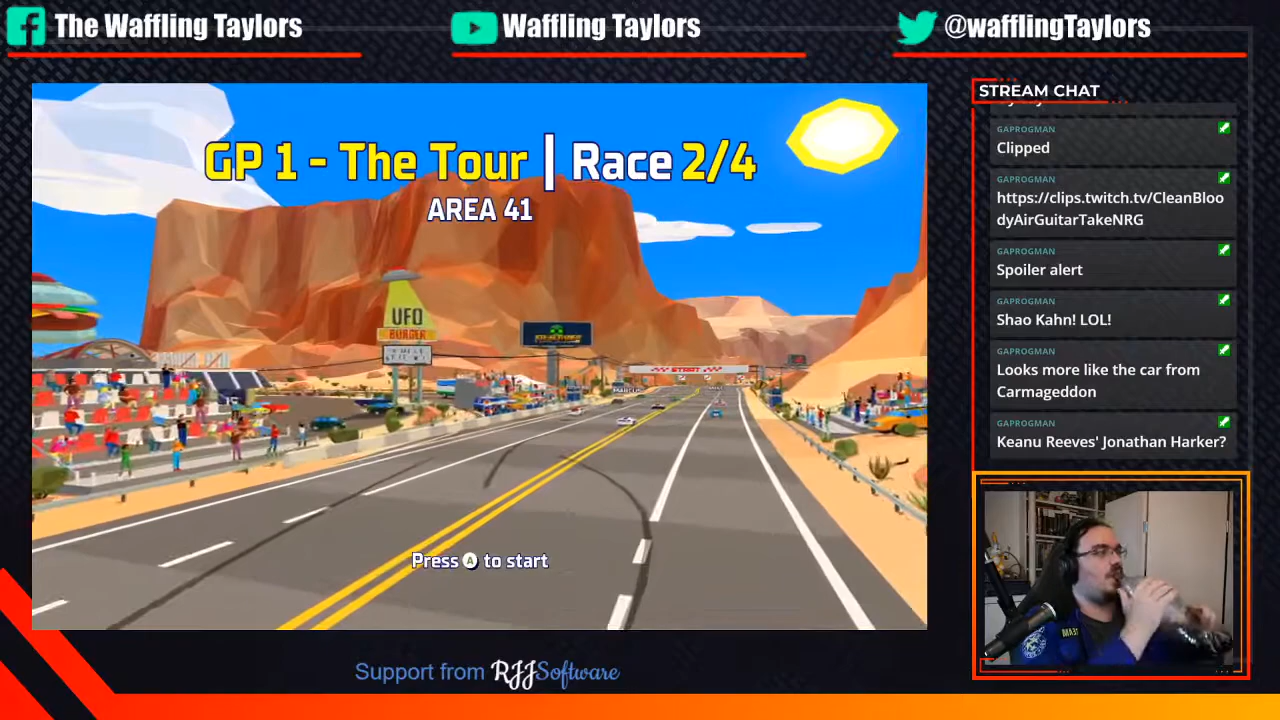 The Waffling Taylors
Waffling Taylors
@wafflingTaylors
STREAM CHAT
GAPROGMAN
Clipped
GAPROGMAN
https://clips.twitch.tv/CleanBloo
dyAirGuitarTakeNRG
GAPROGMAN
Spoiler alert
GAPROGMAN
Shao Kahn! LOL!
GAPROGMAN
Looks more like the car from
Carmageddon
GAPROGMAN
Keanu Reeves' Jonathan Harker?
GP 1 - The Tour | Race 2/4
AREA 41
UFO
BURGER
START
Press A to start
Support from RJJ Software